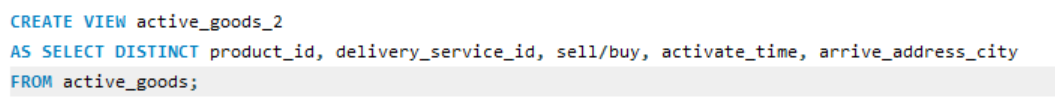 CREATE VIEW active_goods_2
AS SELECT DISTINCT product_id, delivery_service_id, sell/buy, activate_time, arrive_address_city
FROM active_goods;